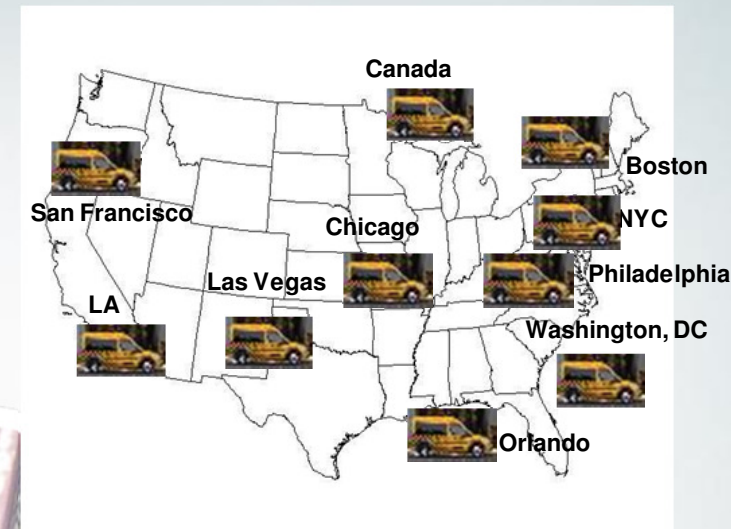 Canada
Boston
San Francisco
NYC
Chicago
Philadelphia
Las Vegas
LA
Washington, DC
Orlando